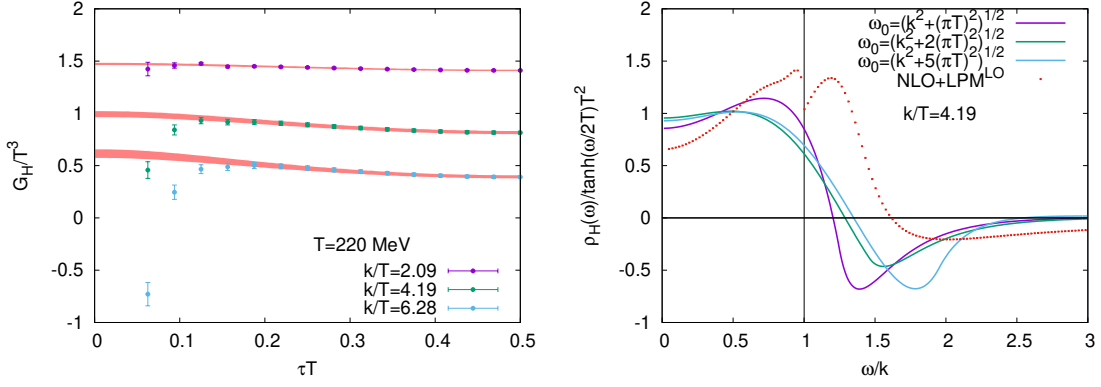 G_H/T^3
1.5
1
0.5
0
-0.5
-1
T=220 MeV
k/T=2.09
k/T=4.19
k/T=6.28
0 0.1 0.2 0.3 0.4 0.5
τT
ρ_H(ω)/tanh(ω/2T)T^2
2
1.5
1
0.5
0
-0.5
-1
ω_0=(k^2+(πT)^2)^1/2
ω_0=(k^2+2(πT)^2)^1/2
ω_0=(k^2+5(πT)^2)^1/2
NLO+LPM^LO
k/T=4.19
0 0.5 1 1.5 2 2.5 3
ω/k